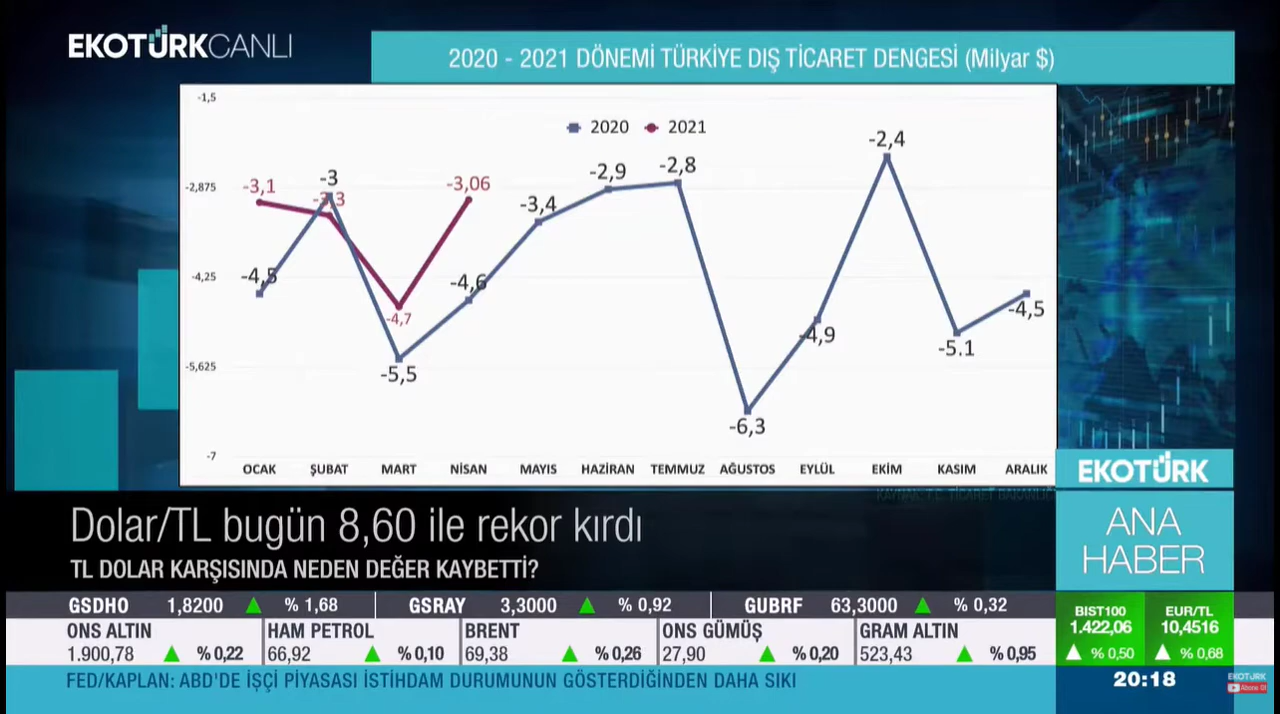 EKOTÜRKCANLI
2020 - 2021 DÖNEMİ TÜRKİYE DIŞ TİCARET DENGESİ (Milyar $)
-1,5
2020 2021
-2,4
-2,9 -2,8
-3,1 -3 -3,06
-2,875
-3,3
-3,4
-4,25
-4,5 -4,6
-4,7 -4,9 -4,5
-5.1
-5,625
-5,5
-6,3
-7
OCAK ŞUBAT MART NİSAN MAYIS HAZİRAN TEMMUZ AĞUSTOS EYLÜL EKİM KASIM ARALIK
KAYNAK: T.C. TİCARET BAKANLIĞI
EKOTÜRK
ANA
HABER
Dolar/TL bugün 8,60 ile rekor kırdı
TL DOLAR KARŞISINDA NEDEN DEĞER KAYBETTİ?
GSDHO 1,8200 % 1,68 GSRAY 3,3000 % 0,92 GUBRF 63,3000 % 0,32
ONS ALTIN HAM PETROL BRENT ONS GÜMÜŞ GRAM ALTIN
1.900,78 % 0,22 66,92 % 0,10 69,38 % 0,26 27,90 % 0,20 523,43 % 0,95
BIST100 EUR/TL
1.422,06 10,4516
% 0,50 % 0,68
FED/KAPLAN: ABD'DE İŞÇİ PİYASASI İSTİHDAM DURUMUNUN GÖSTERDİĞİNDEN DAHA SIKI
20:18
EKOTÜRK
Abone Ol